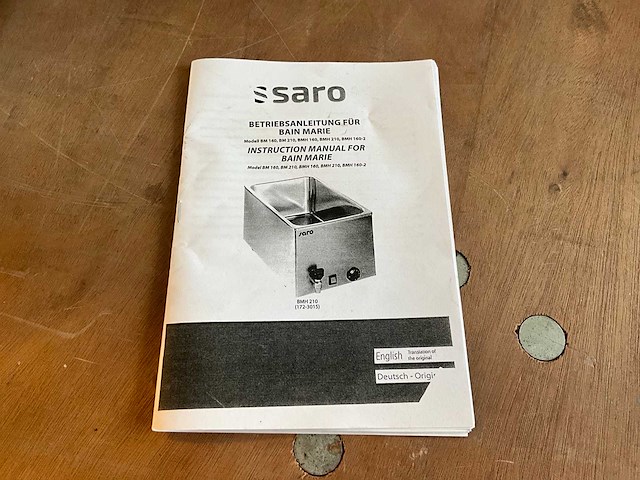 saro
BETRIEBSANLEITUNG FÜR
BAIN MARIE
Modell BM 160, BM 210, BMH 160, BMH 210, BMH 160-2
INSTRUCTION MANUAL FOR
BAIN MARIE
Model BM 160, BM 210, BMH 160, BMH 210, BMH 160-2
saro
BMH 210
(172-3015)
English Translation of
the original
Deutsch - Origi